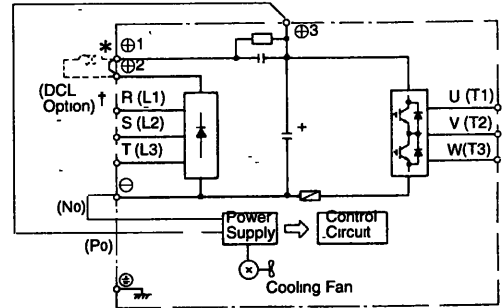 ⊕3
* ⊕1
⊕2
(DCL Option) †
R (L1)
S (L2)
T (L3)
+
U (T1)
V (T2)
W(T3)
⊖
(No)
(Po)
Power Supply
Control Circuit
Cooling Fan